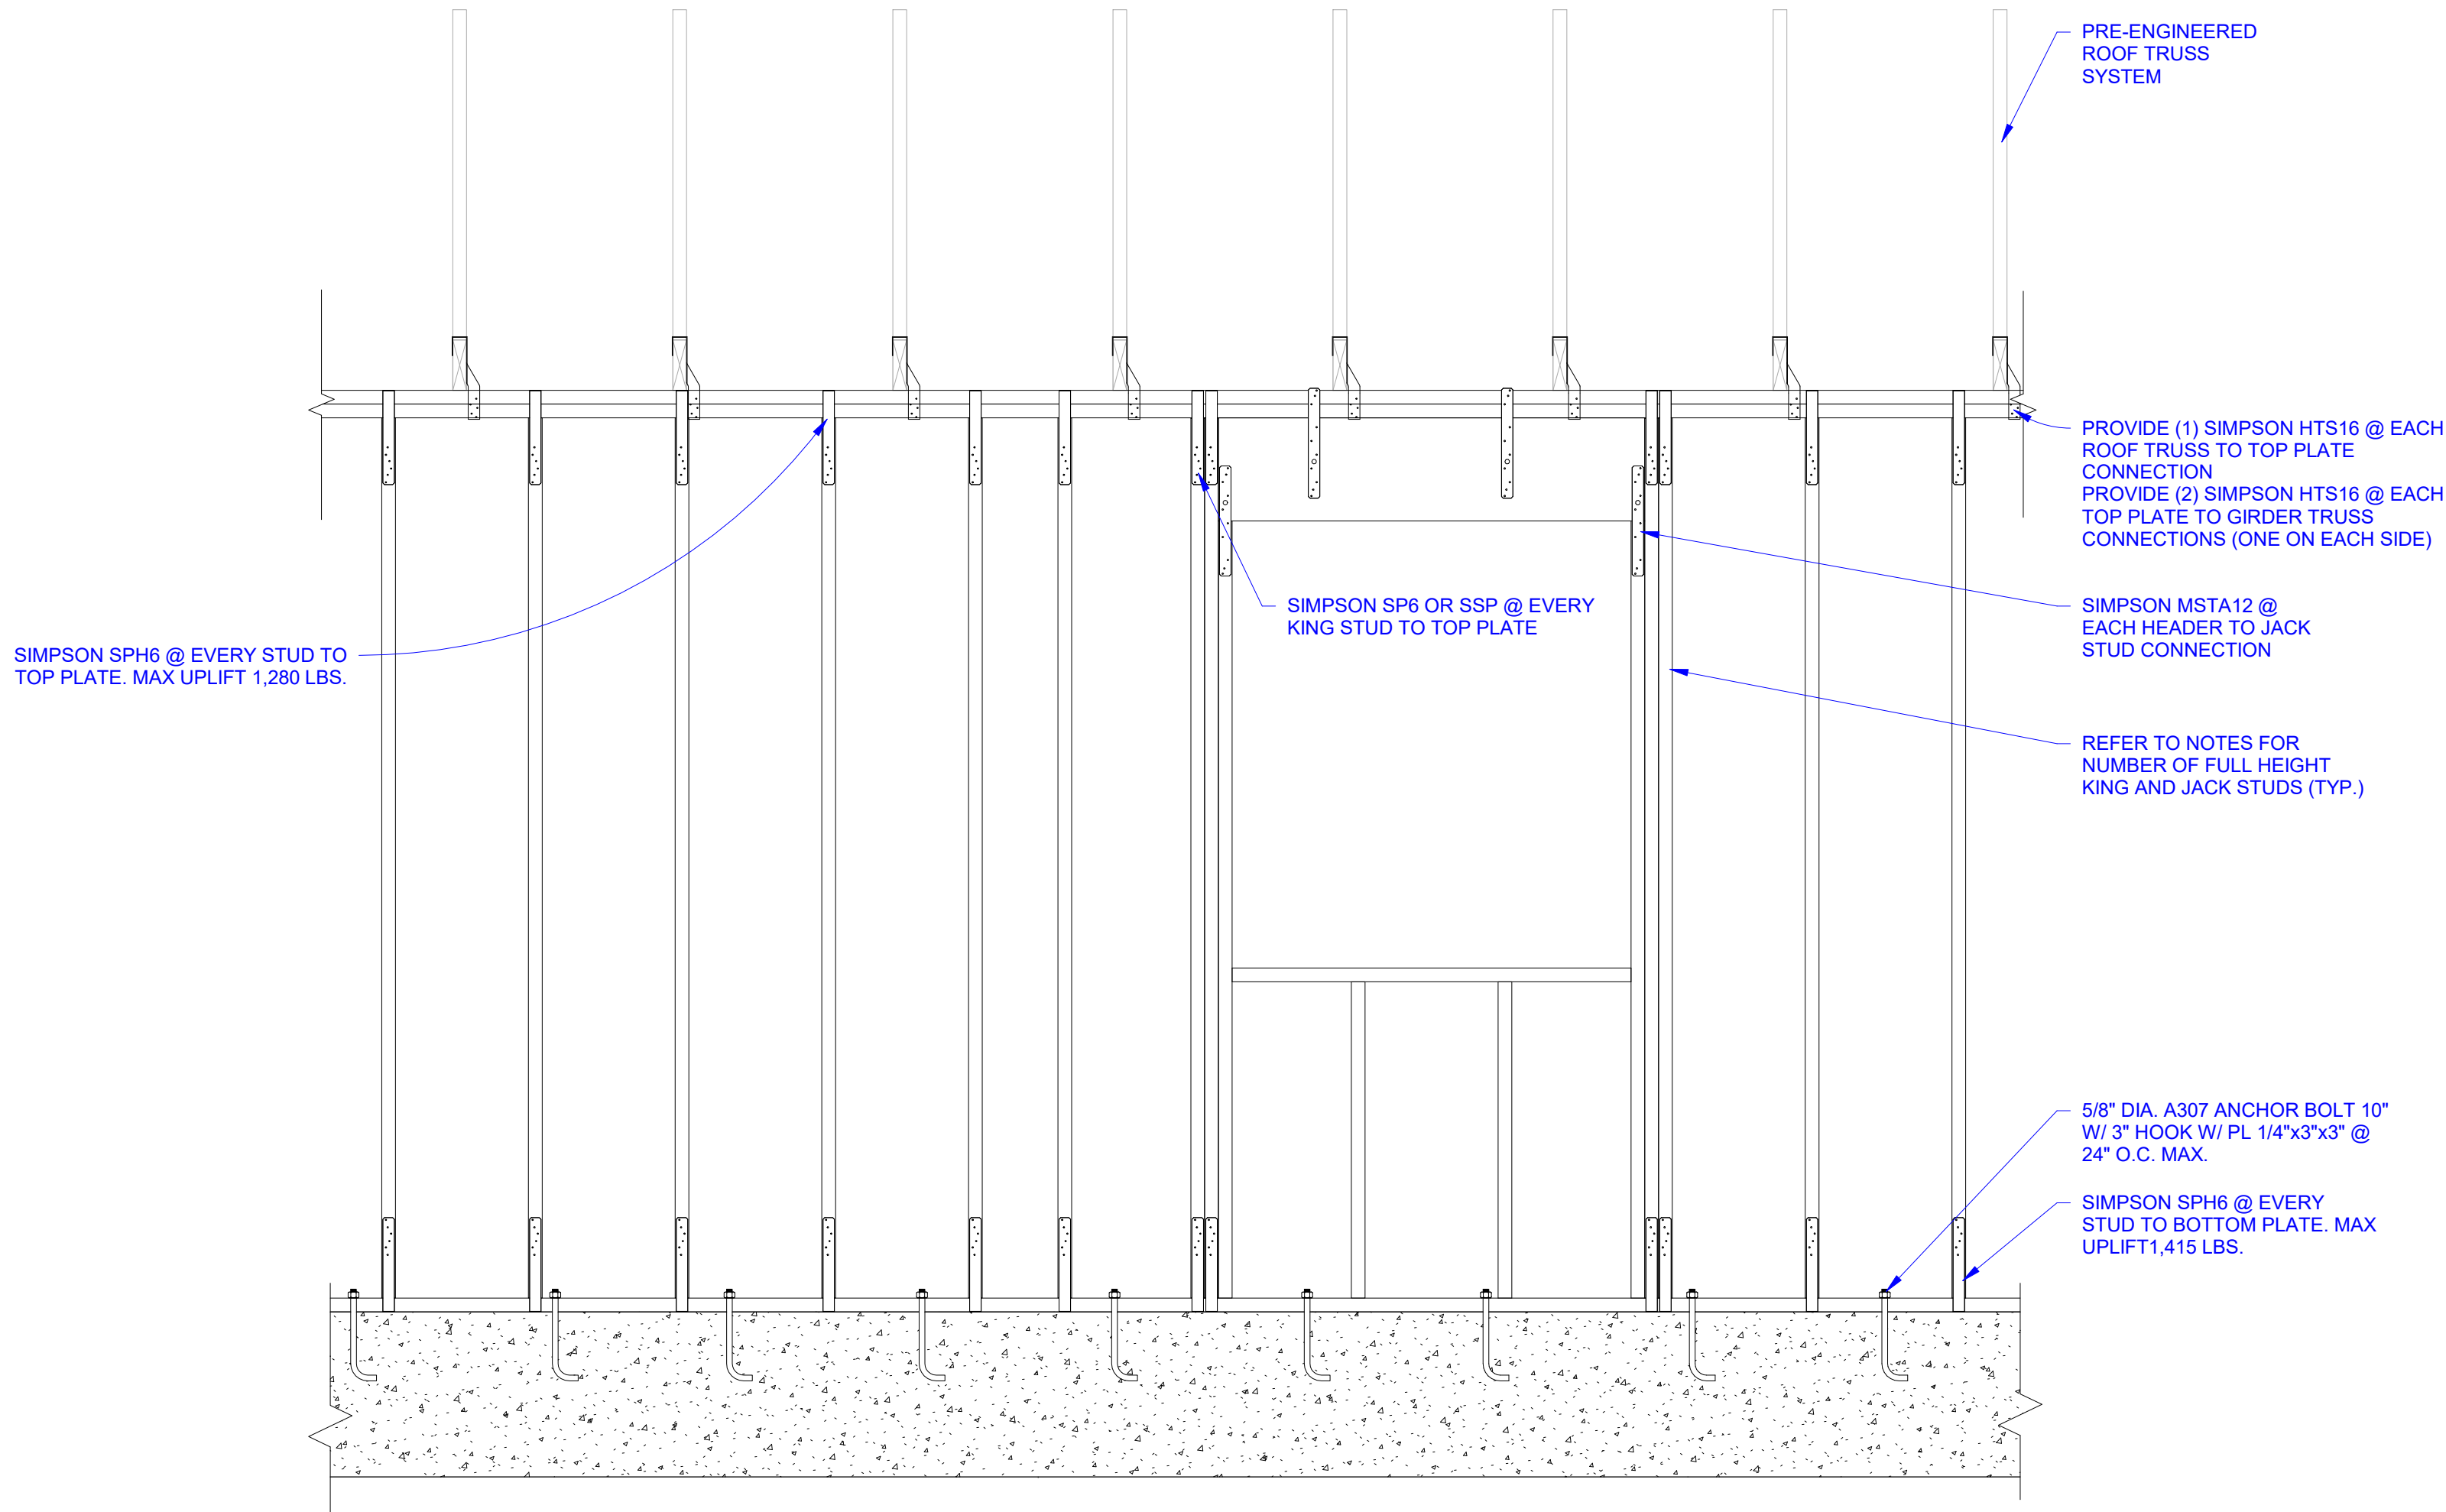 PRE-ENGINEERED
ROOF TRUSS
SYSTEM
PROVIDE (1) SIMPSON HTS16 @ EACH
ROOF TRUSS TO TOP PLATE
CONNECTION
PROVIDE (2) SIMPSON HTS16 @ EACH
TOP PLATE TO GIRDER TRUSS
CONNECTIONS (ONE ON EACH SIDE)
SIMPSON SP6 OR SSP @ EVERY
KING STUD TO TOP PLATE
SIMPSON MSTA12 @
EACH HEADER TO JACK
STUD CONNECTION
SIMPSON SPH6 @ EVERY STUD TO
TOP PLATE. MAX UPLIFT 1,280 LBS.
REFER TO NOTES FOR
NUMBER OF FULL HEIGHT
KING AND JACK STUDS (TYP.)
5/8" DIA. A307 ANCHOR BOLT 10"
W/ 3" HOOK W/ PL 1/4"x3"x3" @
24" O.C. MAX.
SIMPSON SPH6 @ EVERY
STUD TO BOTTOM PLATE. MAX
UPLIFT1,415 LBS.